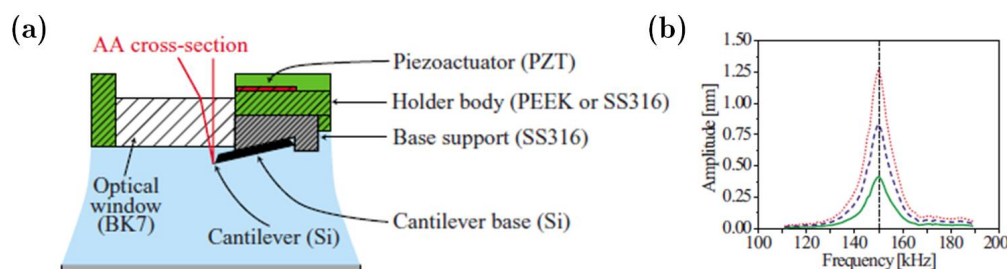 (a)
AA cross-section
Piezoactuator (PZT)
Holder body (PEEK or SS316)
Base support (SS316)
Optical
window
(BK7)
Cantilever (Si)
Cantilever base (Si)
(b)
Amplitude [nm]
1.50
1.25
1.00
0.75
0.50
0.25
0.00
100 120 140 160 180 200
Frequency [kHz]